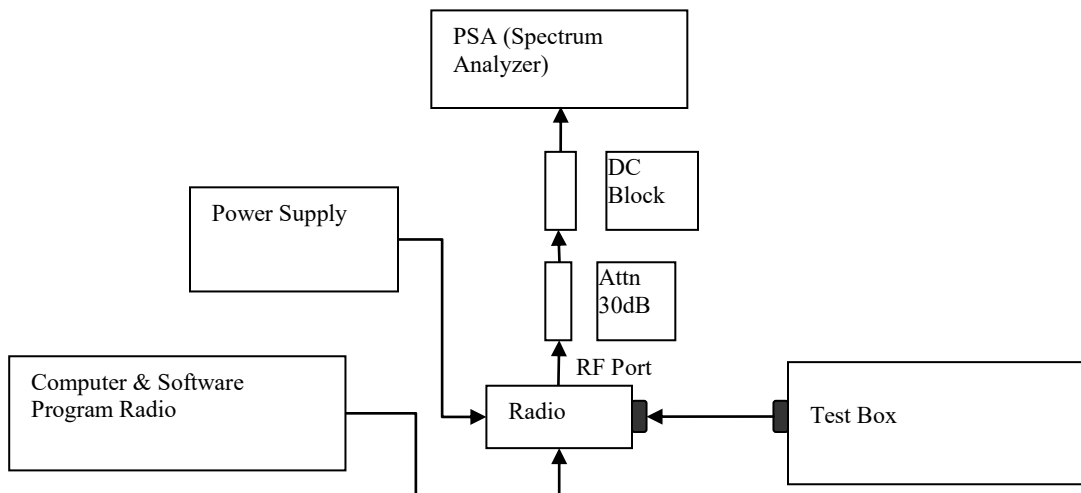 PSA (Spectrum
Analyzer)
DC
Block
Power Supply
Attn
30dB
RF Port
Computer & Software
Program Radio
Radio
Test Box